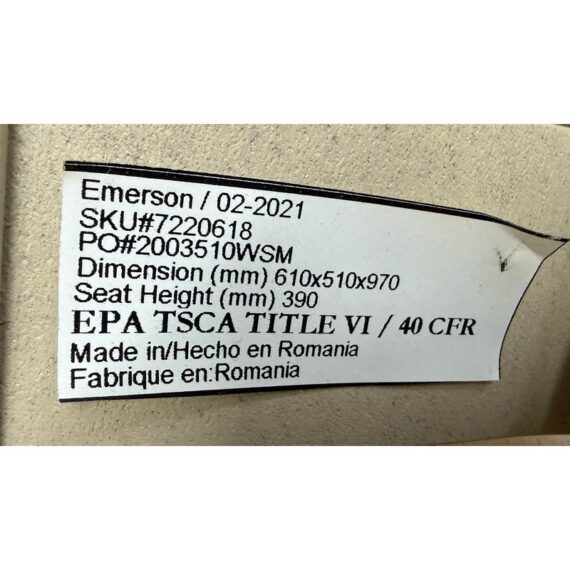 Emerson / 02-2021
SKU#7220618
PO#2003510WSM
Dimension (mm) 610x510x970
Seat Height (mm) 390
EPA TSCA TITLE VI / 40 CFR
Made in/Hecho en Romania
Fabrique en:Romania